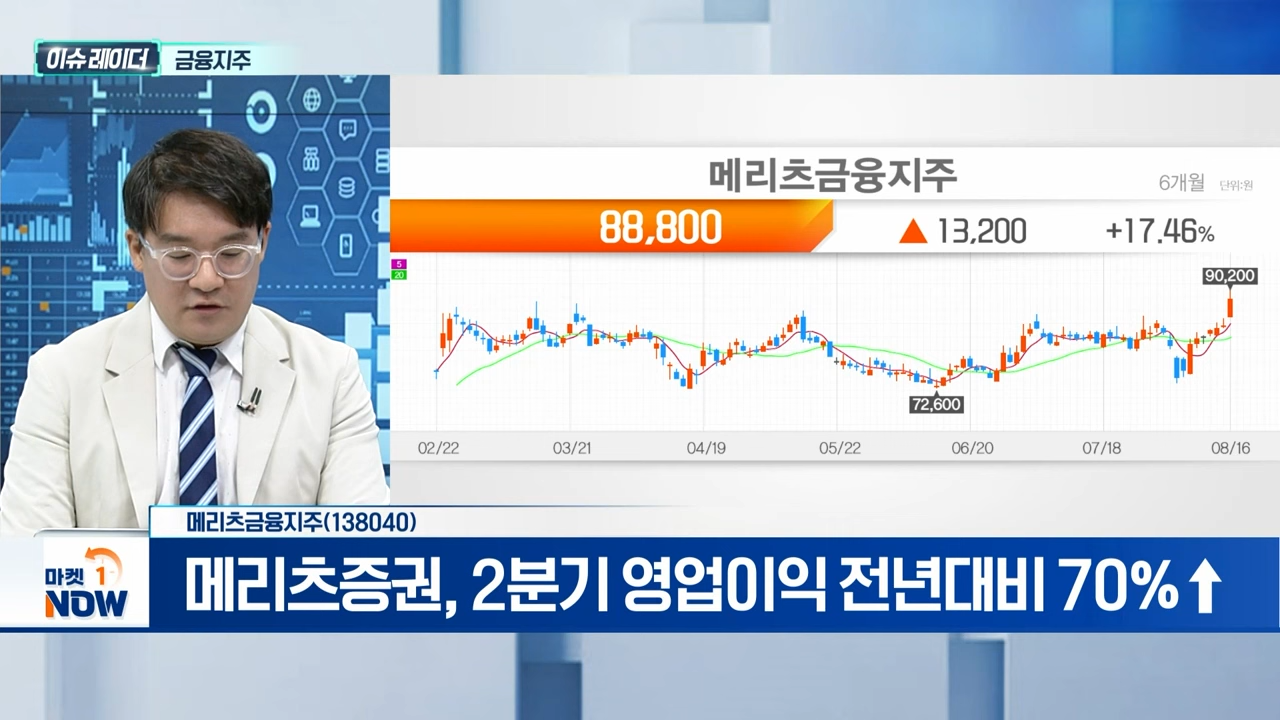 이슈레이더 금융지주
메리츠금융지주
6개월 단위:원
88,800 ▲ 13,200 +17.46%
5
20
90,200
72,600
02/22 03/21 04/19 05/22 06/20 07/18 08/16
메리츠금융지주(138040)
마켓 1
NOW
메리츠증권, 2분기 영업이익 전년대비 70%↑